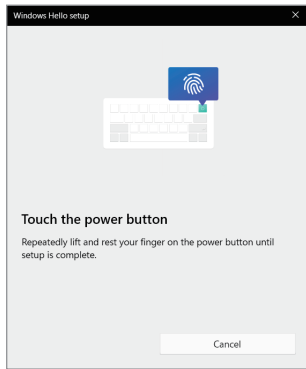 Windows Hello setup
Touch the power button
Repeatedly lift and rest your finger on the power button until
setup is complete.
Cancel